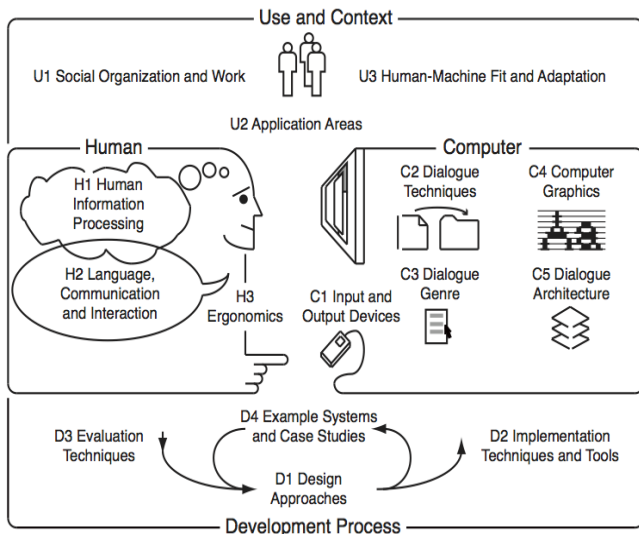 Use and Context
U1 Social Organization and Work
U3 Human-Machine Fit and Adaptation
U2 Application Areas
Human
H1 Human
Information
Processing
H2 Language,
Communication
and Interaction
H3
Ergonomics
Computer
C1 Input and
Output Devices
C2 Dialogue
Techniques
C4 Computer
Graphics
Aa
C3 Dialogue
Genre
C5 Dialogue
Architecture
D3 Evaluation
Techniques
D4 Example Systems
and Case Studies
D2 Implementation
Techniques and Tools
D1 Design
Approaches
Development Process